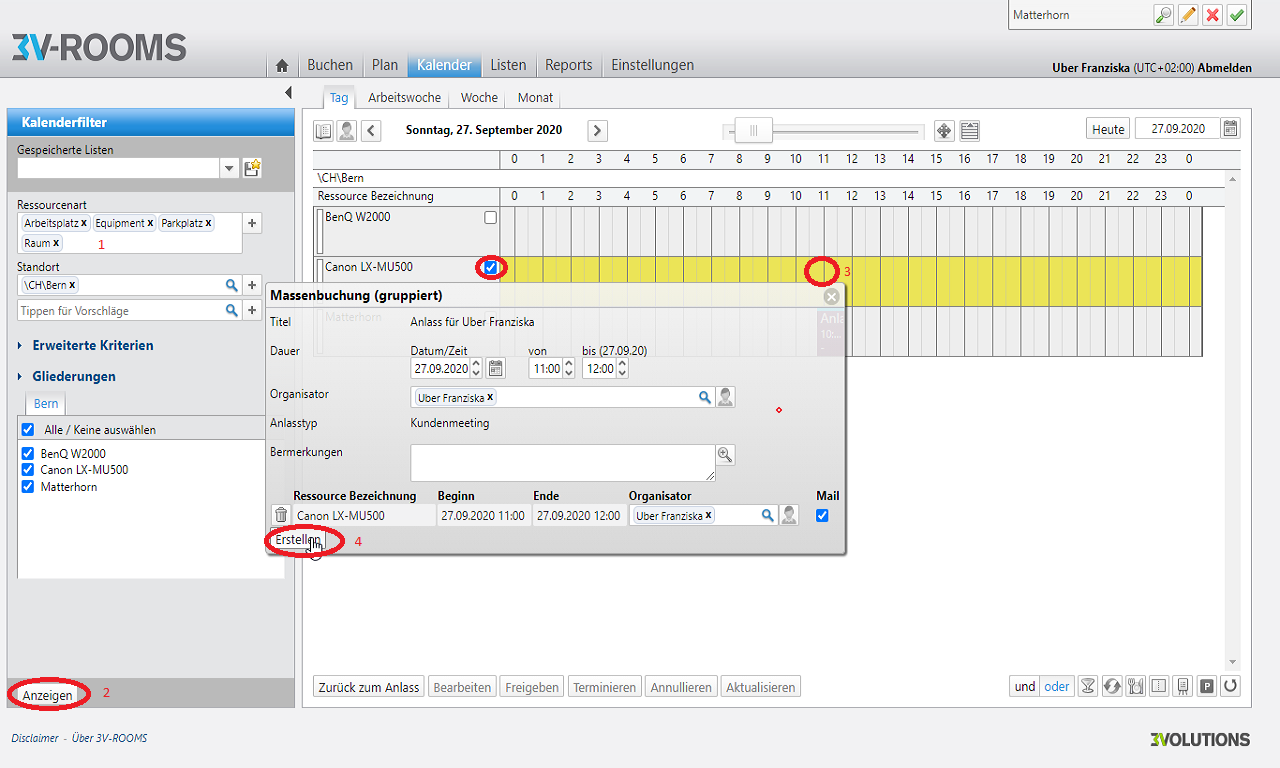 Matterhorn
3V-ROOMS
Buchen Plan Kalender Listen Reports Einstellungen
Uber Franziska (UTC+02:00) Abmelden
Tag Arbeitswoche Woche Monat
Kalenderfilter
Gespeicherte Listen
Sonntag, 27. September 2020
Heute 27.09.2020
0 1 2 3 4 5 6 7 8 9 10 11 12 13 14 15 16 17 18 19 20 21 22 23 0
\CH\Bern
Ressource Bezeichnung 0 1 2 3 4 5 6 7 8 9 10 11 12 13 14 15 16 17 18 19 20 21 22 23 0
BenQ W2000
Canon LX-MU500 3
Matterhorn
Anla
10:...
-
Ressourcenart
Arbeitsplatz x Equipment x Parkplatz x
Raum x 1
Standort
\CH\Bern x
Tippen für Vorschläge
Erweiterte Kriterien
Gliederungen
Bern
Alle / Keine auswählen
BenQ W2000
Canon LX-MU500
Matterhorn
Anzeigen 2
Massenbuchung (gruppiert)
Titel Anlass für Uber Franziska
Dauer Datum/Zeit von bis (27.09.20)
27.09.2020 11:00 12:00
Organisator Uber Franziska x
Anlasstyp Kundenmeeting
Bermerkungen
Ressource Bezeichnung Beginn Ende Organisator Mail
Canon LX-MU500 27.09.2020 11:00 27.09.2020 12:00 Uber Franziska x
Erstellen 4
Zurück zum Anlass Bearbeiten Freigeben Terminieren Annullieren Aktualisieren
und oder P
Disclaimer - Über 3V-ROOMS
3VOLUTIONS